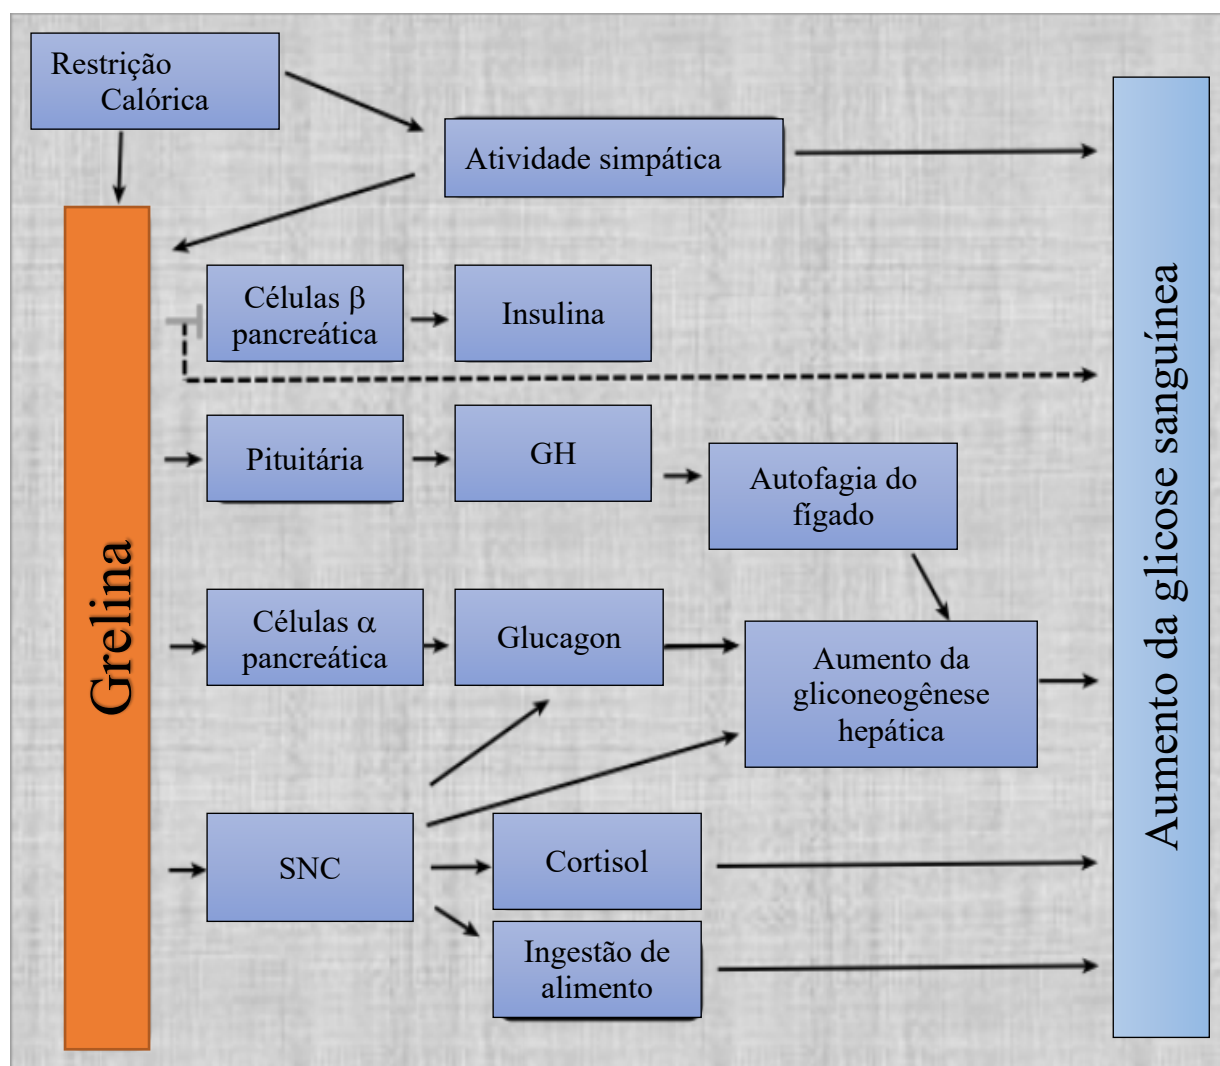 Restrição
Calórica
Atividade simpática
Células β
pancreática
Insulina
Pituitária
GH
Autofagia do
fígado
Grelina
Células α
pancreática
Glucagon
Aumento da
gliconeogênese
hepática
SNC
Cortisol
Ingestão de
alimento
Aumento da glicose sanguínea